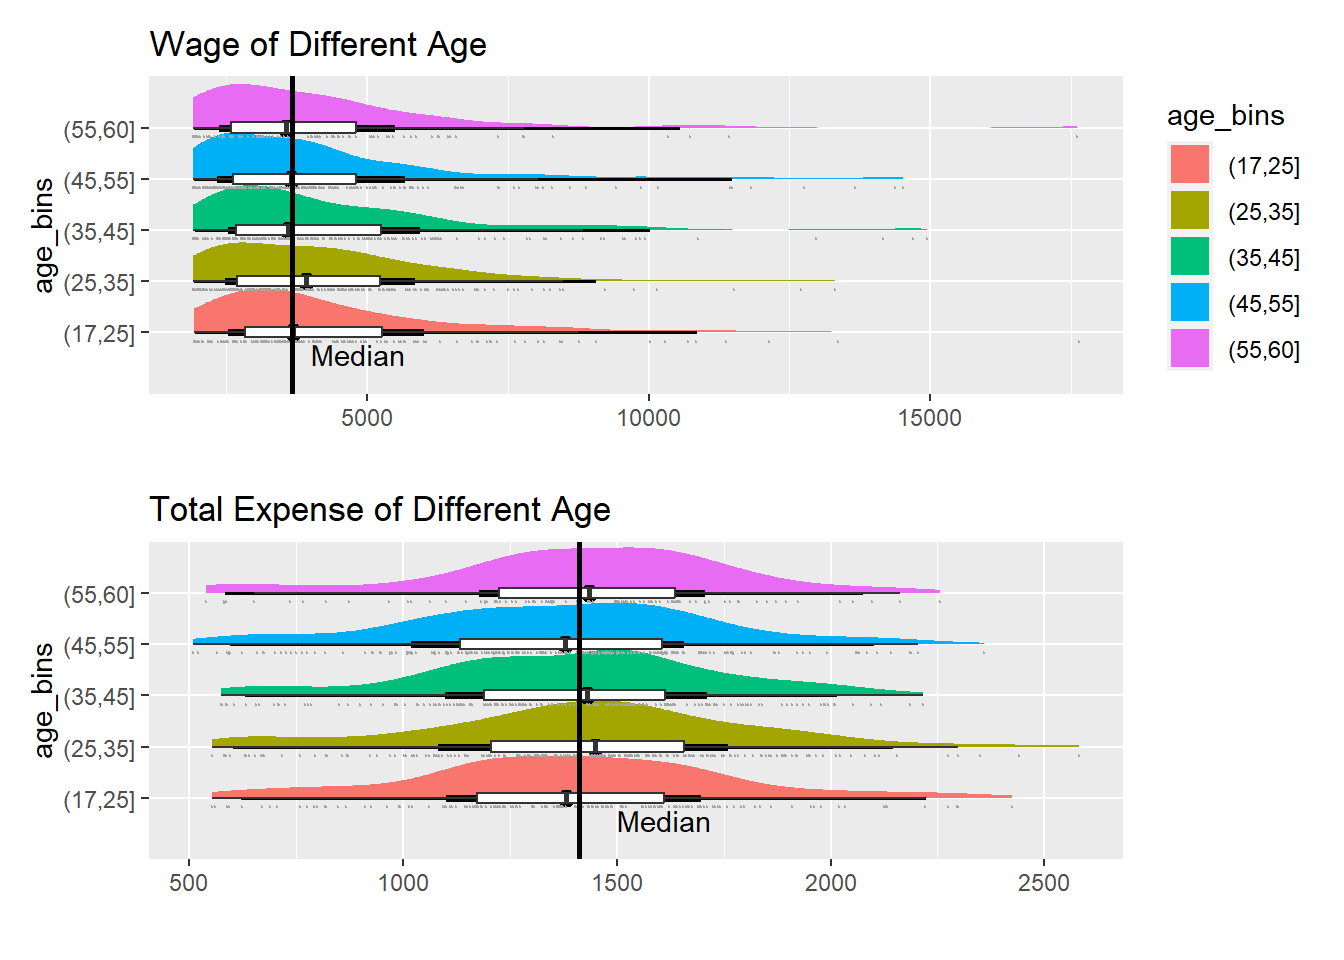 Wage of Different Age
age_bins
(55,60]
(45,55]
(35,45]
(25,35]
(17,25]
Median
5000 10000 15000
age_bins
(17,25]
(25,35]
(35,45]
(45,55]
(55,60]
Total Expense of Different Age
age_bins
(55,60]
(45,55]
(35,45]
(25,35]
(17,25]
Median
500 1000 1500 2000 2500